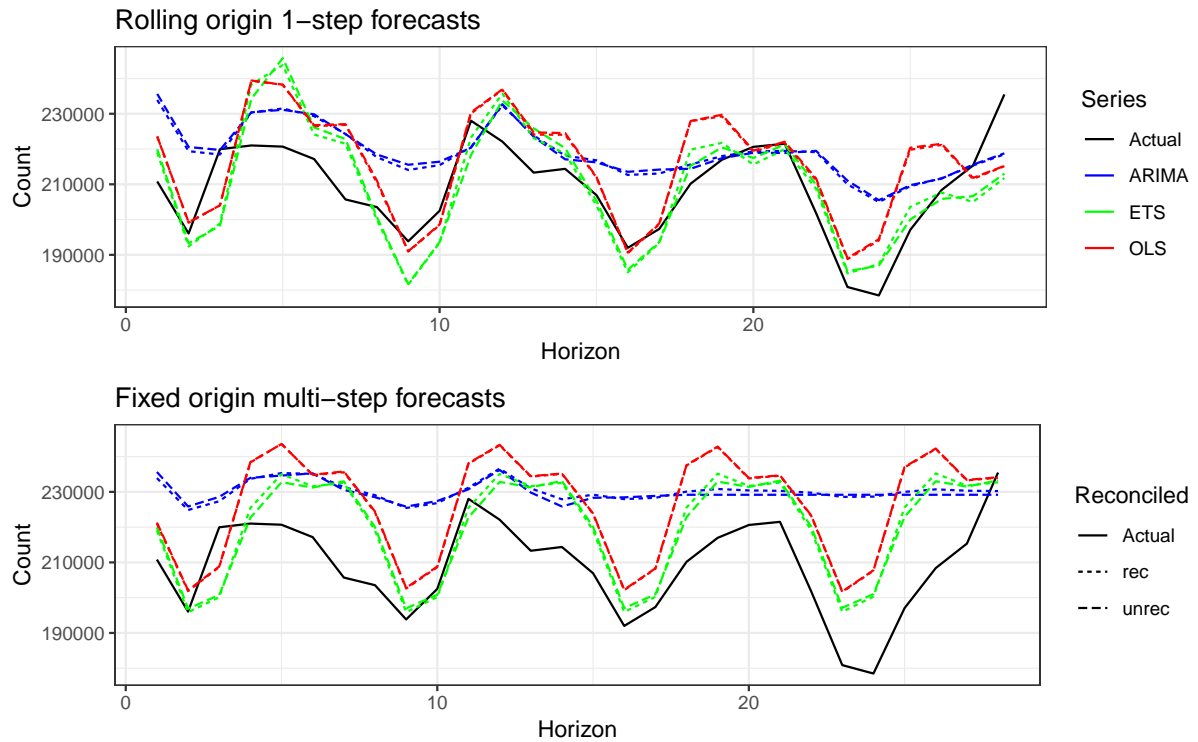 Rolling origin 1−step forecasts
Count
230000
210000
190000
0
10
20
Horizon
Series
Actual
ARIMA
ETS
OLS
Fixed origin multi−step forecasts
Count
230000
210000
190000
0
10
20
Horizon
Reconciled
Actual
rec
unrec